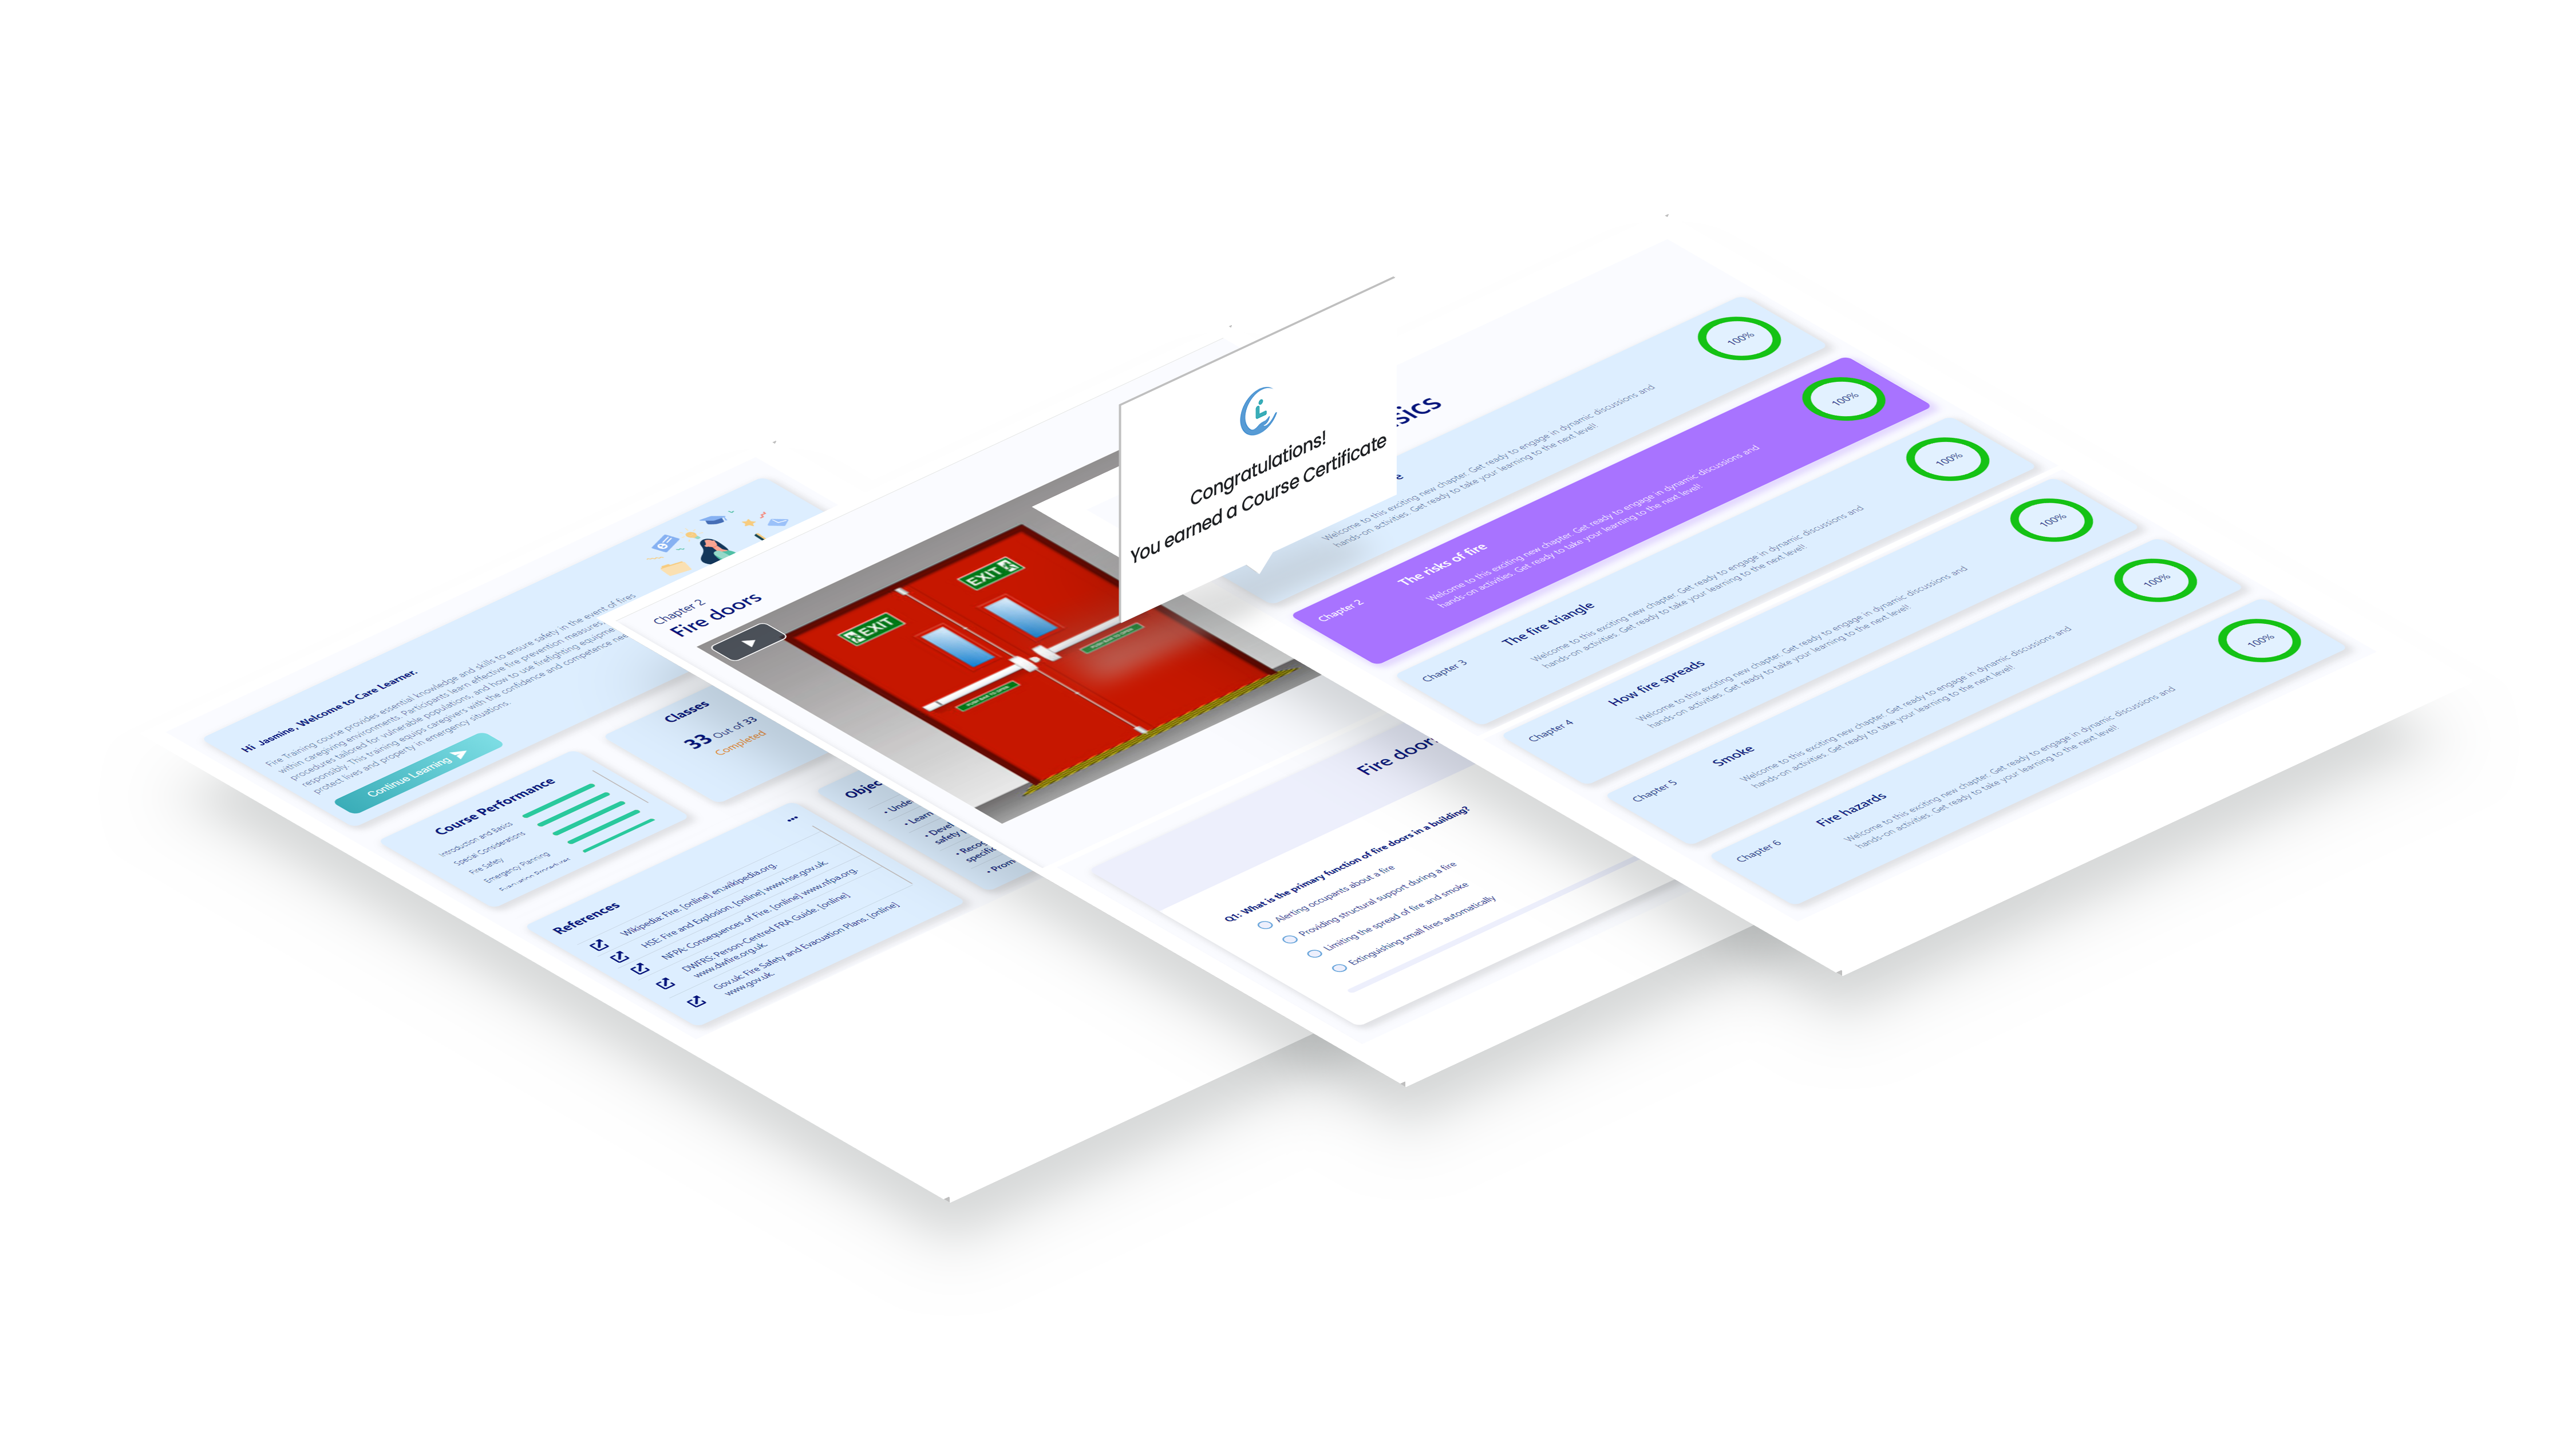 Hi Jasmine, Welcome to Care Learner.
Fire Training course provides essential knowledge and skills to ensure safety in the event of fires
within caregiving environments. Participants learn effective fire prevention measures,
procedures tailored for vulnerable populations, and how to use firefighting equipme
responsibly. This training equips caregivers with the confidence and competence nee
protect lives and property in emergency situations.
Continue Learning
Course Performance
Introduction and Basics
Special Considerations
Fire Safety
Emergency Planning
Classes
33 Out of 33
Completed
References
Wikipedia: Fire. [online] en.wikipedia.org.
HSE: Fire and Explosion. [online] www.hse.gov.uk.
NFPA: Consequences of Fire. [online] www.nfpa.org.
DWFRS: Person-Centred FRA Guide. [online]
www.dwfire.org.uk.
Gov.uk: Fire Safety and Evacuation Plans. [online]
www.gov.uk.
Objec
• Unde
• Learn
• Devel
safety
• Recog
specific
• Prom
Chapter 2
Fire doors
EXIT
EXIT
Fire door
Q1: What is the primary function of fire doors in a building?
Alerting occupants about a fire
Providing structural support during a fire
Limiting the spread of fire and smoke
Extinguishing small fires automatically
Congratulations!
You earned a Course Certificate
sics
e
Welcome to this exciting new chapter. Get ready to engage in dynamic discussions and
hands-on activities. Get ready to take your learning to the next level!
100%
Chapter 2
The risks of fire
Welcome to this exciting new chapter. Get ready to engage in dynamic discussions and
hands-on activities. Get ready to take your learning to the next level!
100%
Chapter 3
The fire triangle
Welcome to this exciting new chapter. Get ready to engage in dynamic discussions and
hands-on activities. Get ready to take your learning to the next level!
100%
Chapter 4
How fire spreads
Welcome to this exciting new chapter. Get ready to engage in dynamic discussions and
hands-on activities. Get ready to take your learning to the next level!
100%
Chapter 5
Smoke
Welcome to this exciting new chapter. Get ready to engage in dynamic discussions and
hands-on activities. Get ready to take your learning to the next level!
100%
Chapter 6
Fire hazards
Welcome to this exciting new chapter. Get ready to engage in dynamic discussions and
hands-on activities. Get ready to take your learning to the next level!
100%